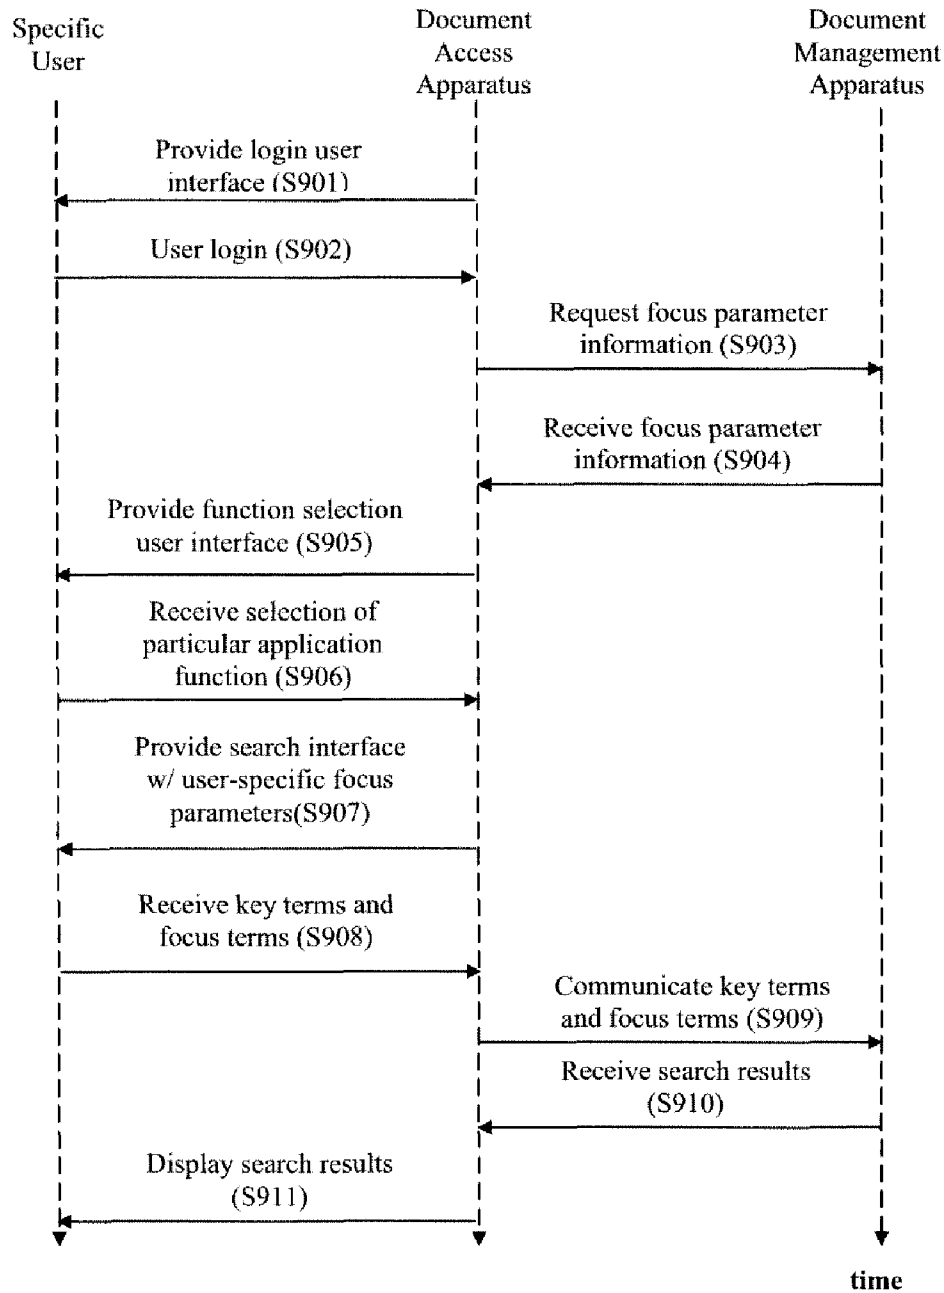 Specific
User
Document
Access
Apparatus
Document
Management
Apparatus
Provide login user
interface (S901)
User login (S902)
Request focus parameter
information (S903)
Receive focus parameter
information (S904)
Provide function selection
user interface (S905)
Receive selection of
particular application
function (S906)
Provide search interface
w/ user-specific focus
parameters(S907)
Receive key terms and
focus terms (S908)
Communicate key terms
and focus terms (S909)
Receive search results
(S910)
Display search results
(S911)
time